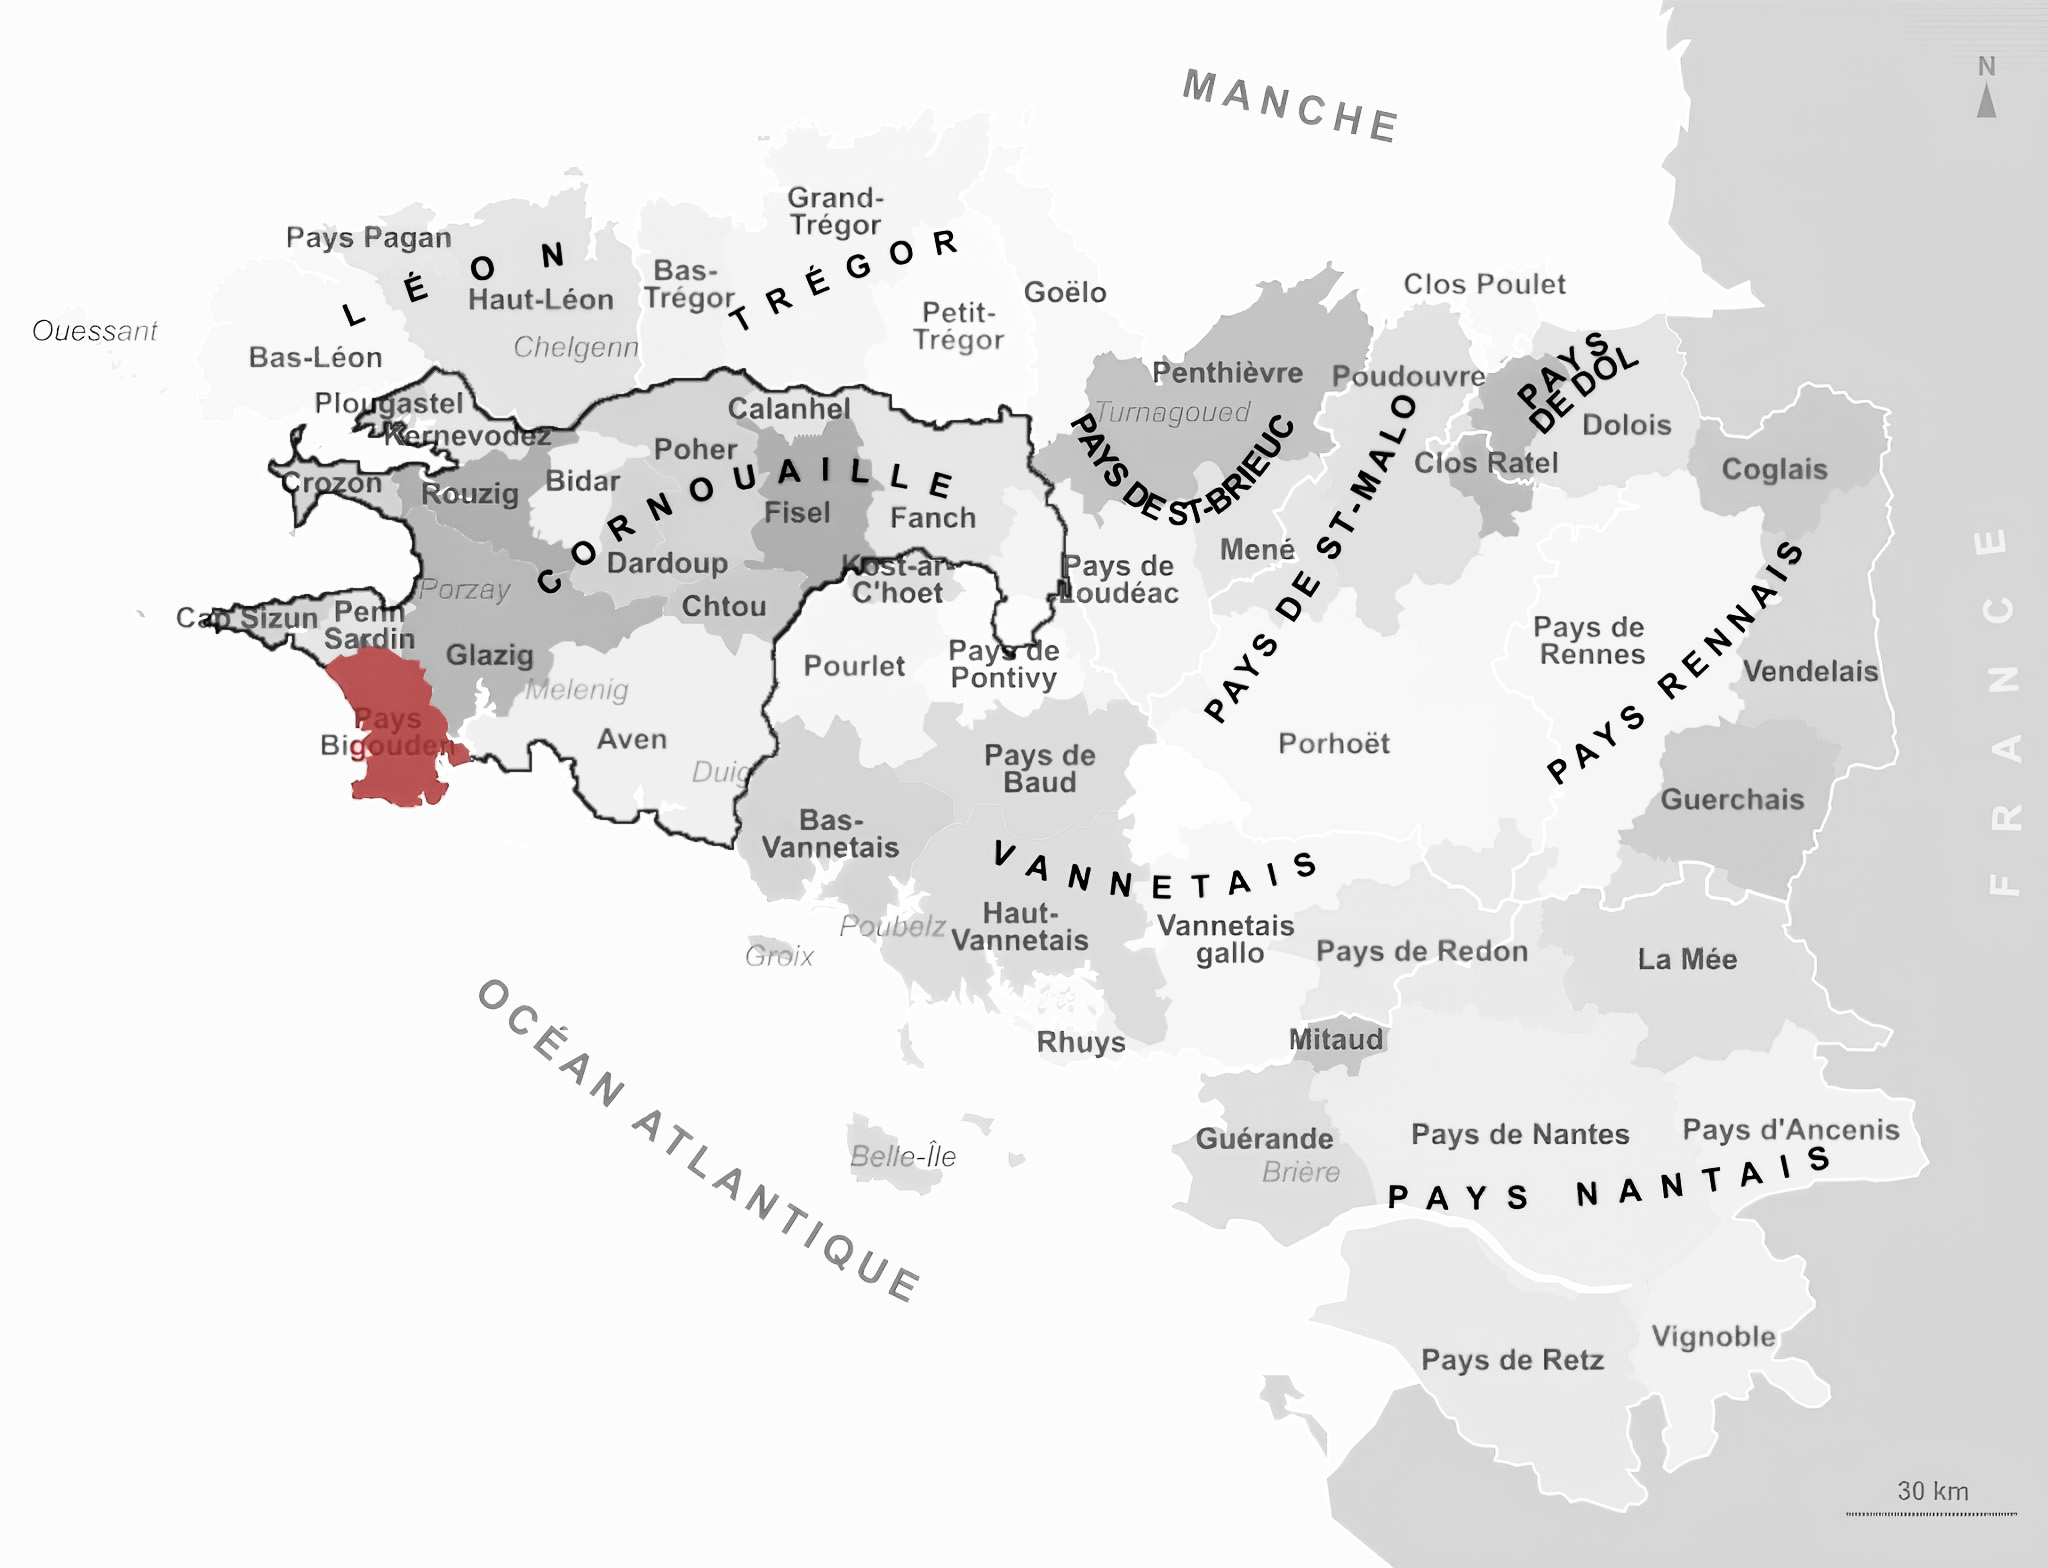 MANCHE
N
Grand-
Trégor
Pays Pagan
LÉON
Haut-Léon
Bas-
Trégor
TRÉGOR
Goëlo
Clos Poulet
Petit-
Trégor
Ouessant
Chelgenn
Bas-Léon
PAYS
DE DOL
Penthièvre
Poudouvre
Plougastel
Calanhel
Turnagoued
Dolois
Kernevodez
Poher
PAYS DE ST-BRIEUC
PAYS DE ST-MALO
Clos Ratel
Coglais
Crozon
Rouzig
Bidar
CORNOUAILLE
Fisel
Fanch
Mené
Dardoup
Kost-ar-
C'hoet
Pays de
Loudéac
Porzay
Chtou
Cap Sizun
Penn
Sardin
Glazig
Pourlet
Pays de
Pontivy
Pays de
Rennes
PAYS RENNAIS
Vendelais
FRANCE
Melenig
Pays
Bigouden
Aven
Duig
Pays de
Baud
Porhoët
Guerchais
Bas-
Vannetais
VANNETAIS
Haut-
Vannetais
Vannetais
gallo
Poubelz
Groix
Pays de Redon
La Mée
OCÉAN ATLANTIQUE
Rhuys
Mitaud
Guérande
Brière
Pays de Nantes
Pays d'Ancenis
PAYS NANTAIS
Belle-Île
Pays de Retz
Vignoble
30 km